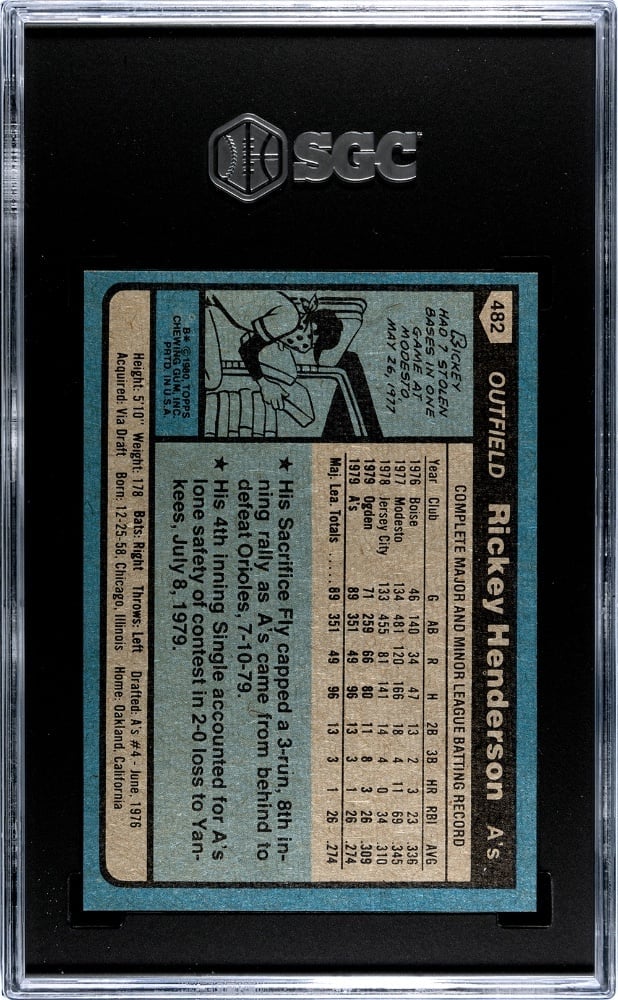 SGC
482 OUTFIELD Rickey Henderson A's
COMPLETE MAJOR AND MINOR LEAGUE BATTING RECORD
Year Club G AB R H 2B 3B HR RBI AVG
1976 Boise 46 140 34 47 13 2 3 23 .336
1977 Modesto 134 481 120 166 18 4 11 69 .345
1978 Jersey City 133 455 81 141 14 4 0 34 .310
1979 Ogden 71 259 66 80 11 8 3 26 .309
1979 A's 89 351 49 96 13 3 1 26 .274
Maj. Lea. Totals ..... 89 351 49 96 13 3 1 26 .274
RICKEY
HAD 7 STOLEN
BASES IN ONE
GAME AT
MODESTO,
MAY 26, 1977
★ His Sacrifice Fly capped a 3-run, 8th in-
ning rally as A's came from behind to
defeat Orioles, 7-10-79.
★ His 4th inning Single accounted for A's
lone safety of contest in 2-0 loss to Yan-
kees, July 8, 1979.
B* © 1980, TOPPS
CHEWING GUM, INC.
PRTD. IN U.S.A.
Height: 5'10" Weight: 178 Bats: Right Throws: Left Drafted: A's #4 - June, 1976
Acquired: Via Draft Born: 12-25-58, Chicago, Illinois Home: Oakland, California